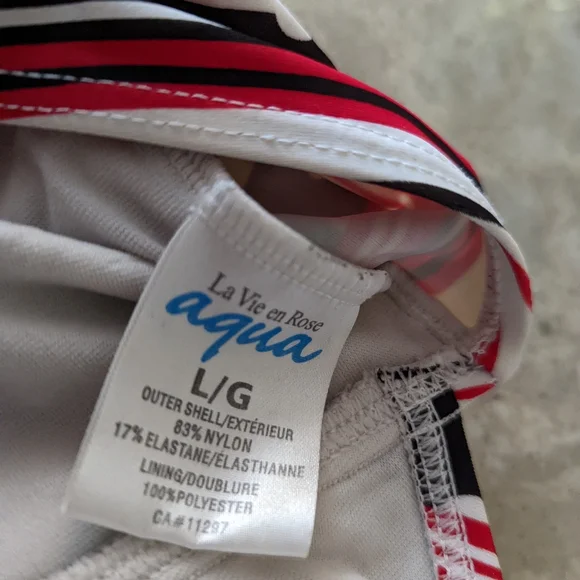 La Vie en Rose
aqua
L/G
OUTER SHELL/EXTÉRIEUR
83% NYLON
17% ELASTANE/ÉLASTHANNE
LINING/DOUBLURE
100%POLYESTER
CA#11297